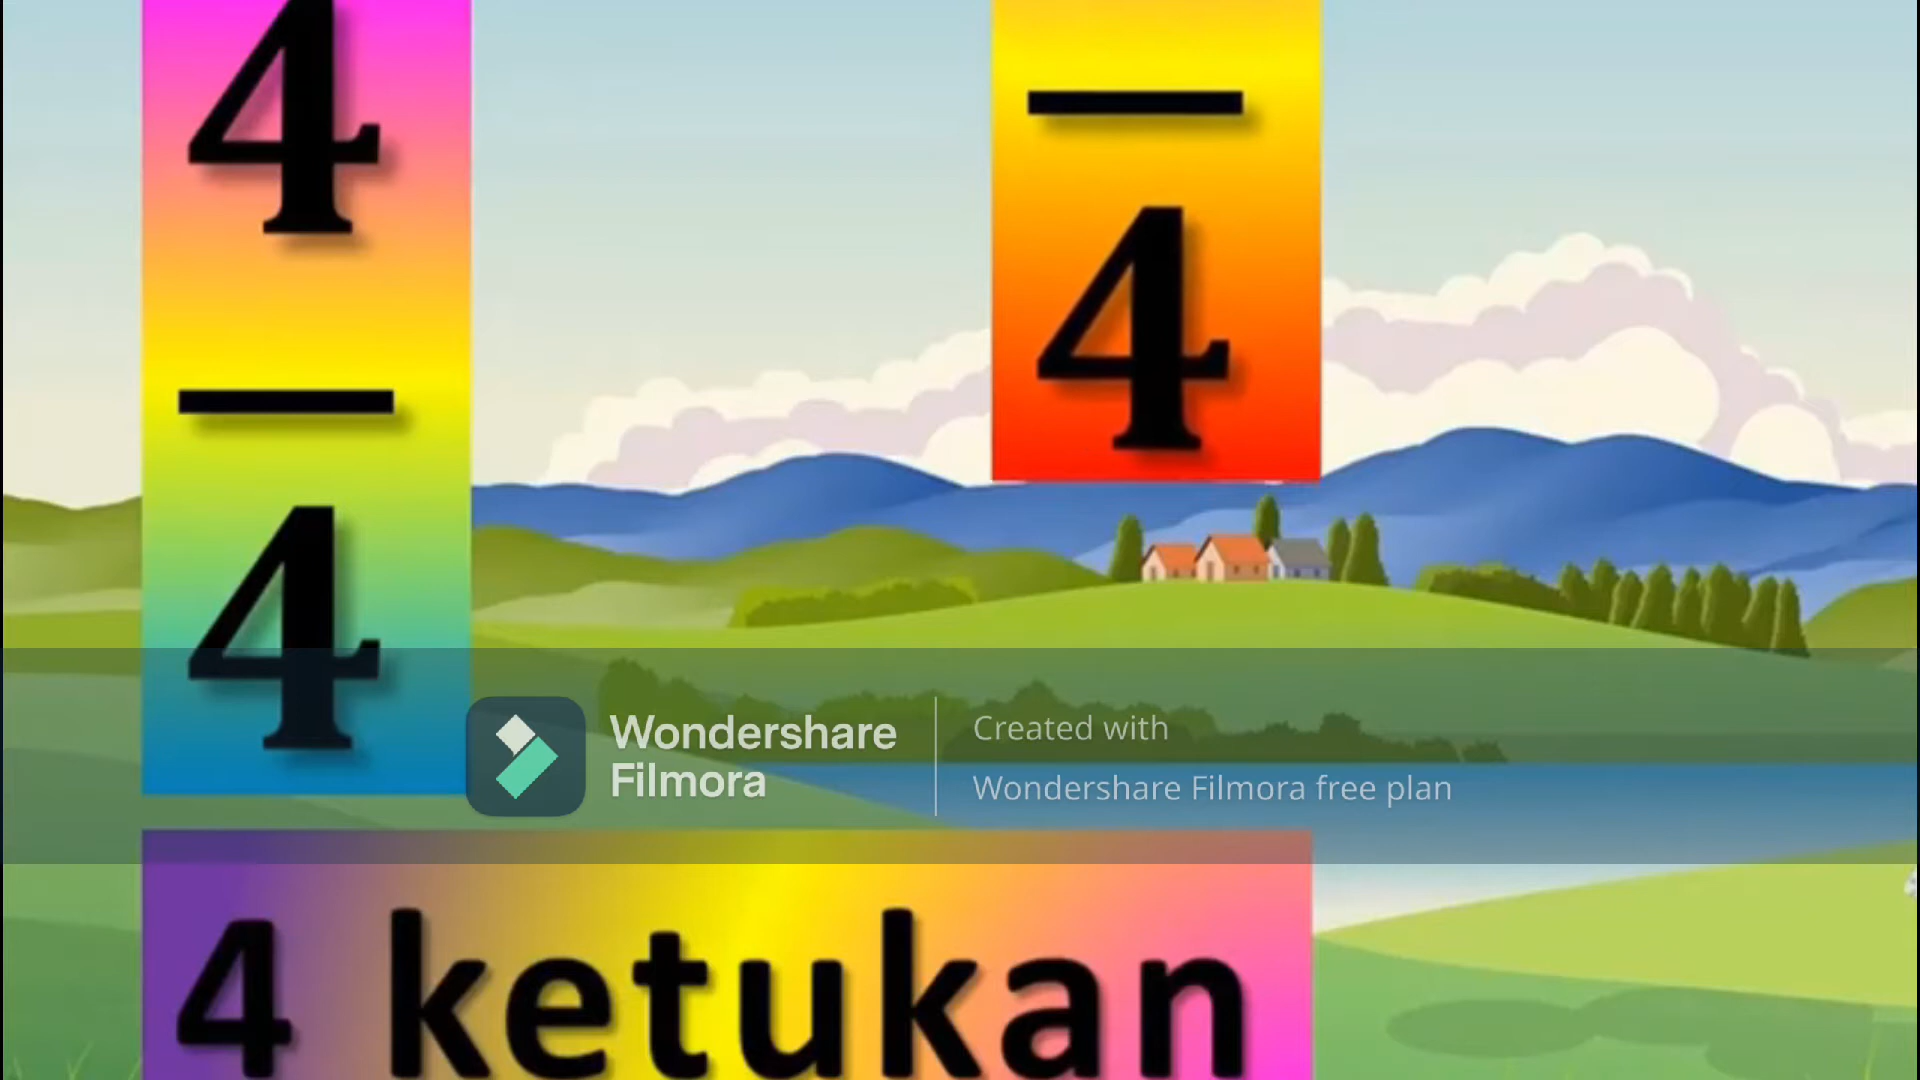 4
4
4
Wondershare
Filmora
Created with
Wondershare Filmora free plan
4 ketukan